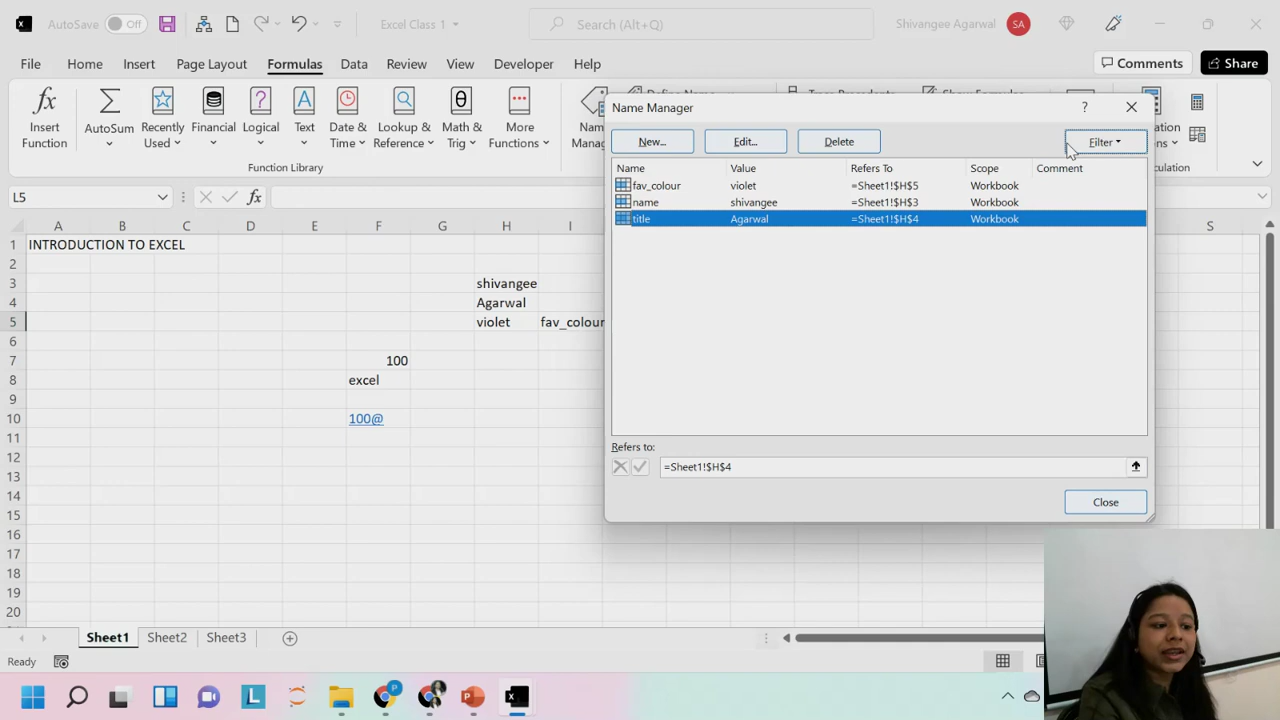 AutoSave Off Excel Class 1 Search (Alt+Q) Shivangee Agarwal SA
File Home Insert Page Layout Formulas Data Review View Developer Help Comments Share
Insert Function
AutoSum
Recently Used
Financial
Logical
Text
Date & Time
Lookup & Reference
Math & Trig
More Functions
Function Library
Name Manager ? ×
New... Edit... Delete Filter
Name Value Refers To Scope Comment
fav_colour violet =Sheet1!$H$5 Workbook
name shivangee =Sheet1!$H$3 Workbook
title Agarwal =Sheet1!$H$4 Workbook
Refers to:
=Sheet1!$H$4
Close
L5 fx
A B C D E F G H I S
1 INTRODUCTION TO EXCEL
2
3 shivangee
4 Agarwal
5 violet fav_colour
6
7 100
8 excel
9
10 100@
11
12
13
14
15
16
17
18
19
20
Sheet1 Sheet2 Sheet3
Ready